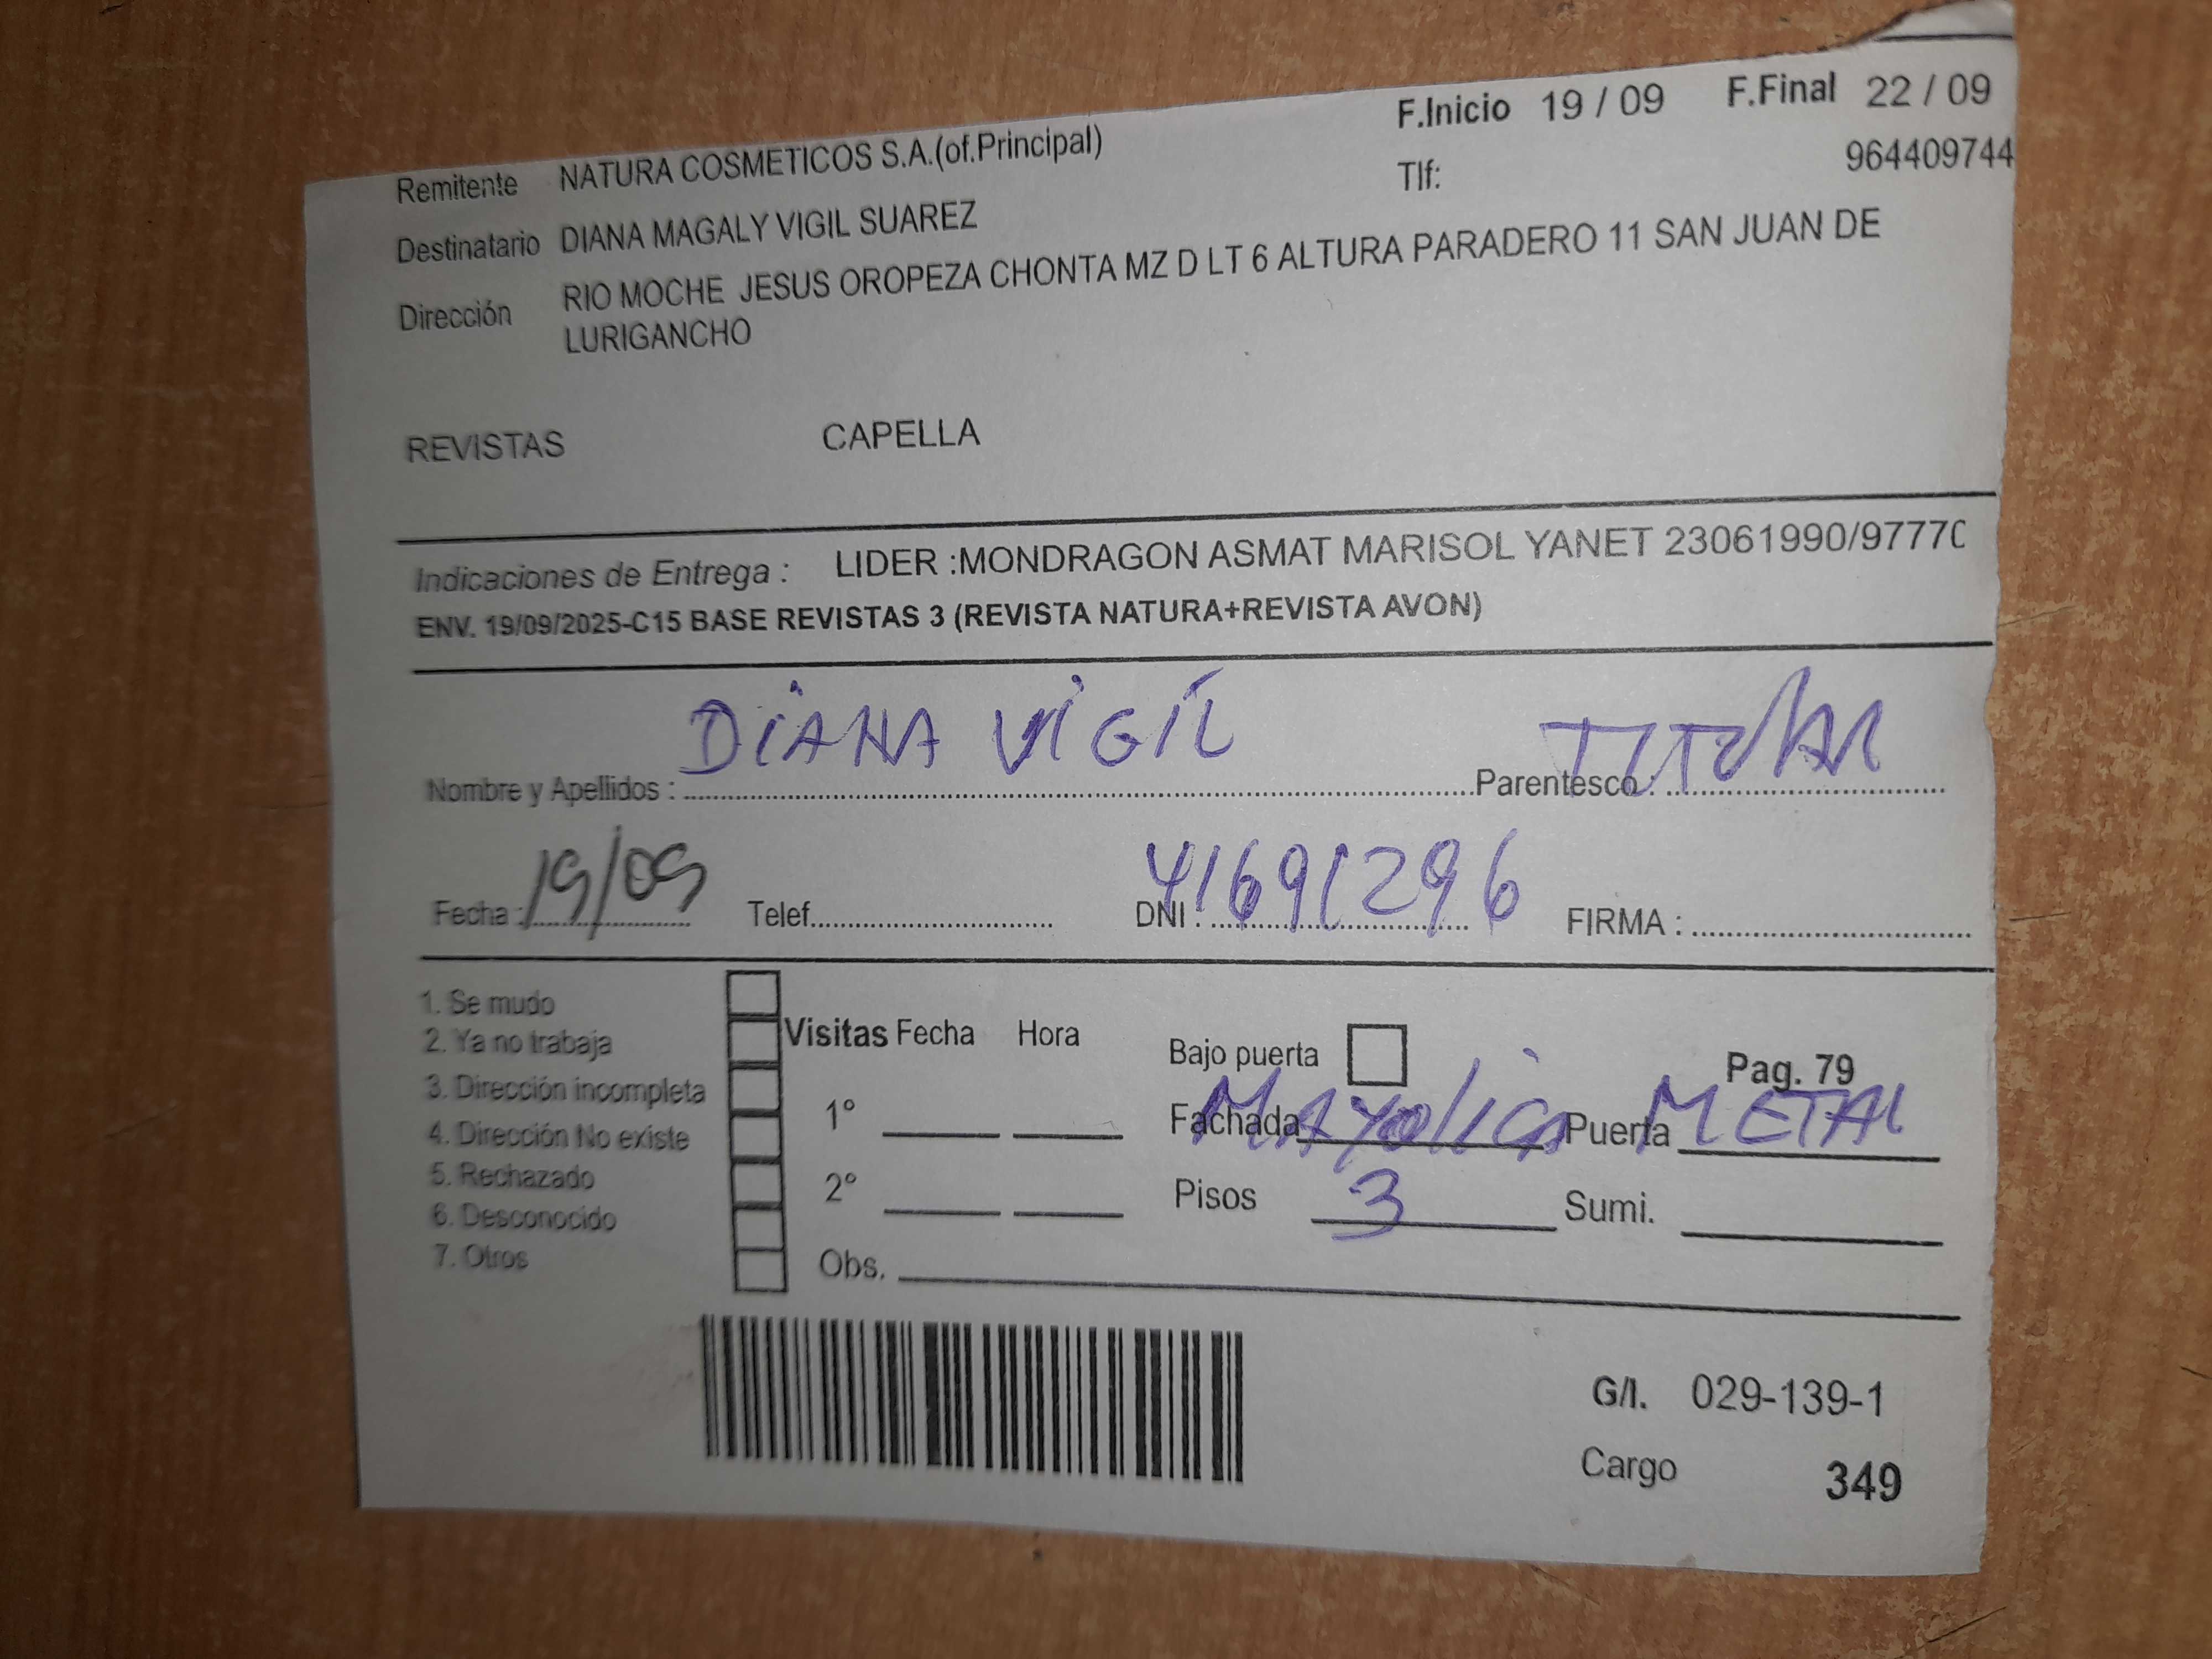 F.Inicio 19 / 09 F.Final 22 / 09
Remitente NATURA COSMETICOS S.A.(of.Principal) Tlf: 964409744
Destinatario DIANA MAGALY VIGIL SUAREZ
Dirección RIO MOCHE JESUS OROPEZA CHONTA MZ D LT 6 ALTURA PARADERO 11 SAN JUAN DE
LURIGANCHO
REVISTAS CAPELLA
Indicaciones de Entrega : LIDER :MONDRAGON ASMAT MARISOL YANET 23061990/9777
ENV. 19/09/2025-C15 BASE REVISTAS 3 (REVISTA NATURA+REVISTA AVON)
Nombre y Apellidos : DIANA VIGIL Parentesco : TITULAR
Fecha : 19/09 Telef. DNI : 41691296 FIRMA :
1. Se mudo
2. Ya no trabaja
3. Dirección incompleta
4. Dirección No existe
5. Rechazado
6. Desconocido
7. Otros
Visitas Fecha Hora
1°
2°
Obs.
Bajo puerta Pag. 79
Fachada MAYOLICA Puerta METAL
Pisos 3 Sumi.
G/I. 029-139-1
Cargo 349